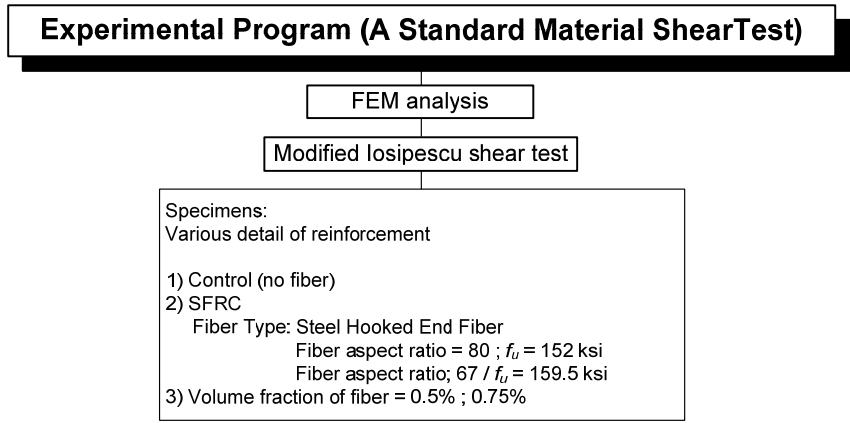 Experimental Program (A Standard Material ShearTest)
FEM analysis
Modified Iosipescu shear test
Specimens:
Various detail of reinforcement
1) Control (no fiber)
2) SFRC
Fiber Type: Steel Hooked End Fiber
Fiber aspect ratio = 80 ; fu = 152 ksi
Fiber aspect ratio; 67 / fu = 159.5 ksi
3) Volume fraction of fiber = 0.5% ; 0.75%